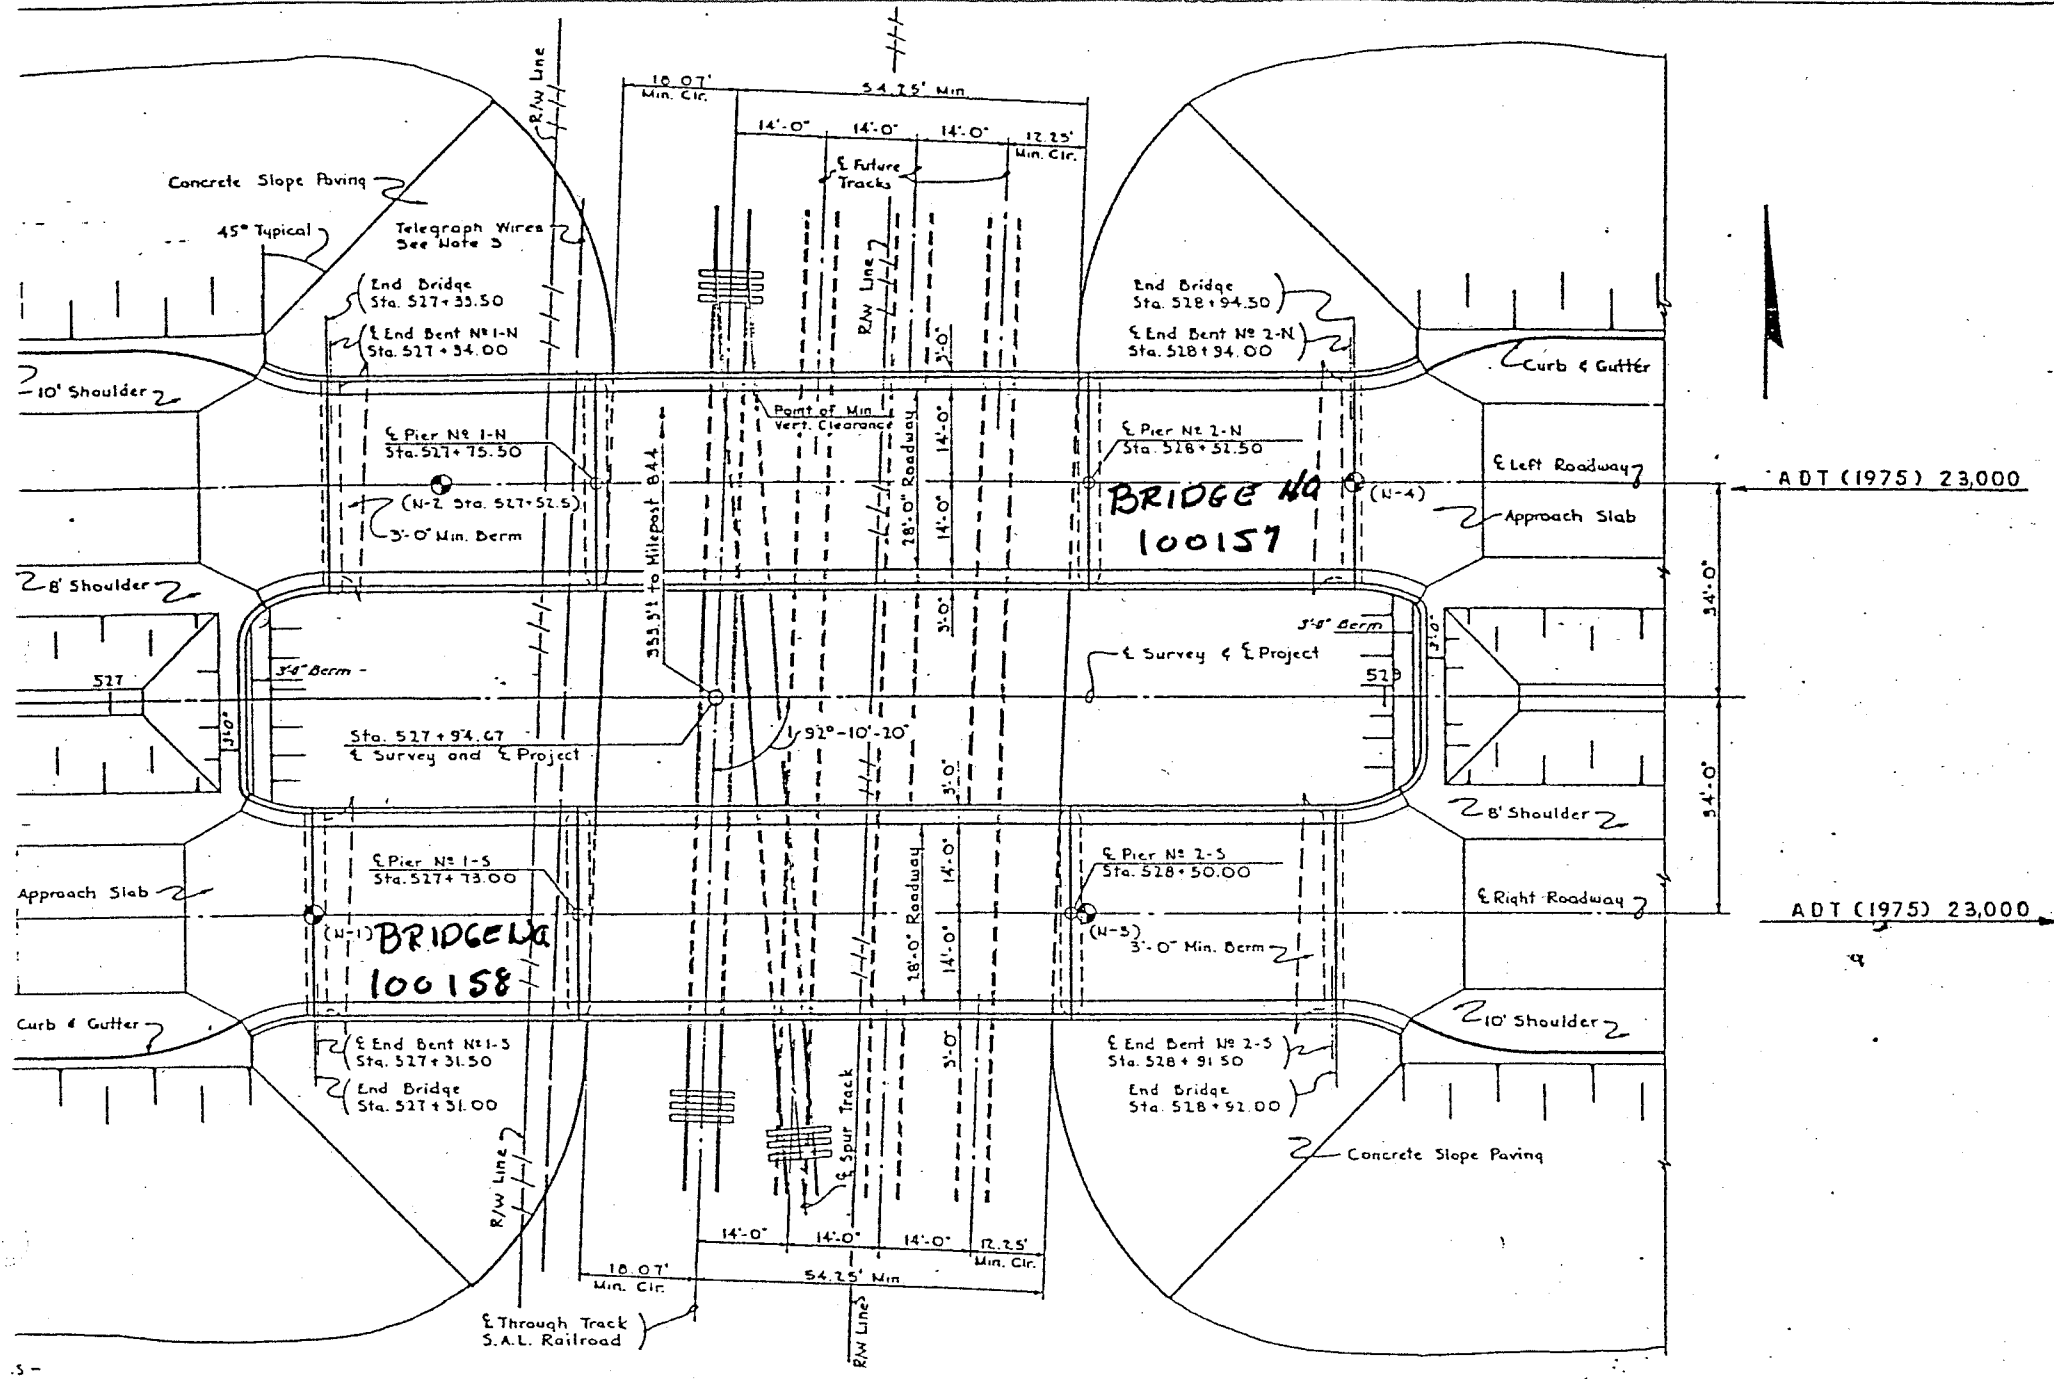 18.07'
Min. Clr.
54.25' Min
14'-0"
14'-0"
14'-0"
12.25'
Min. Clr.
R/W Line
℄ Future
Tracks
Concrete Slope Paving
45° Typical
Telegraph Wires
See Note 3
R/W Line
End Bridge
Sta. 527+33.50
℄ End Bent Nº 1-N
Sta. 527+34.00
End Bridge
Sta. 528+94.50
℄ End Bent Nº 2-N
Sta. 528+94.00
Curb & Gutter
10' Shoulder
3'-0"
Point of Min
Vert. Clearance
℄ Pier Nº 1-N
Sta. 527+75.50
℄ Pier Nº 2-N
Sta. 528+52.50
℄ Left Roadway
ADT (1975) 23,000
(N-2 Sta. 527+52.5)
3'-0" Min. Berm
BRIDGE NO
100157
(N-4)
Approach Slab
28'-0" Roadway
14'-0"
14'-0"
8' Shoulder
353.5'± to Milepost 844
3'-0"
34'-0"
3'-0" Berm
3'-0"
℄ Survey & ℄ Project
527
3'-0" Berm
529
3'-0"
Sta. 527+94.67
℄ Survey and ℄ Project
92°-10'-20"
3'-0"
34'-0"
8' Shoulder
℄ Pier Nº 1-S
Sta. 527+73.00
℄ Pier Nº 2-S
Sta. 528+50.00
Approach Slab
28'-0" Roadway
14'-0"
14'-0"
℄ Right Roadway
ADT (1975) 23,000
(N-1)
BRIDGE NO
100158
(N-3)
3'-0" Min. Berm
Curb & Gutter
10' Shoulder
℄ End Bent Nº 1-S
Sta. 527+31.50
End Bridge
Sta. 527+31.00
3'-0"
℄ End Bent Nº 2-S
Sta. 528+91.50
End Bridge
Sta. 528+92.00
℄ Spur Track
R/W Line
Concrete Slope Paving
14'-0"
14'-0"
14'-0"
12.25'
Min. Clr.
18.07'
Min. Clr.
54.25' Min
℄ Through Track
S.A.L. Railroad
R/W Line